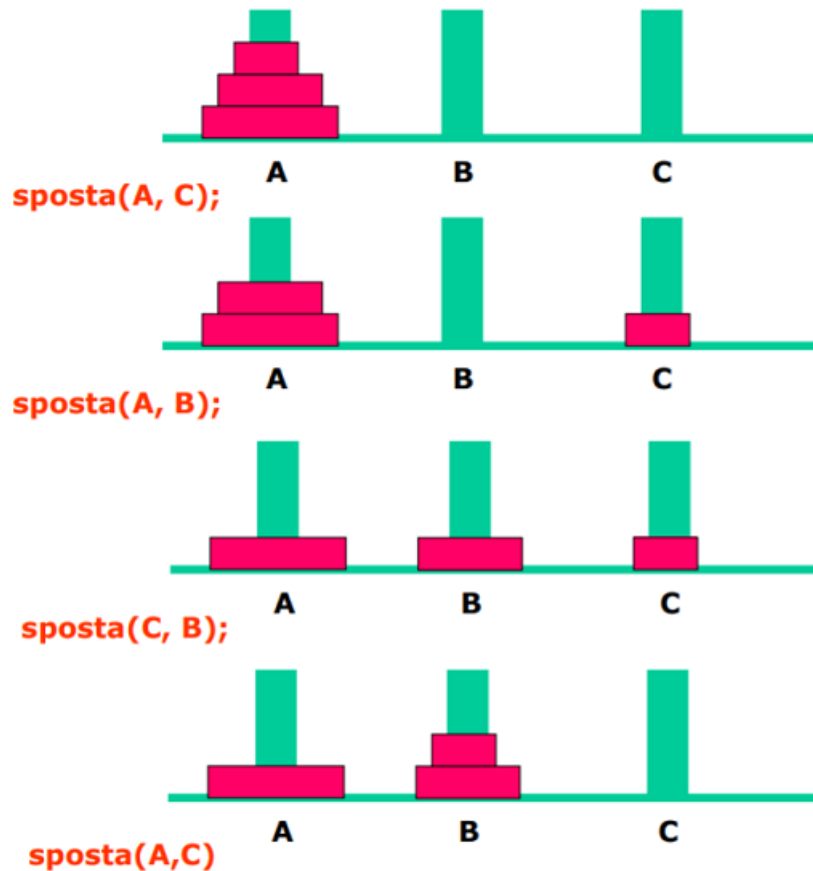 A B C
sposta(A, C);
A B C
sposta(A, B);
A B C
sposta(C, B);
A B C
sposta(A,C)